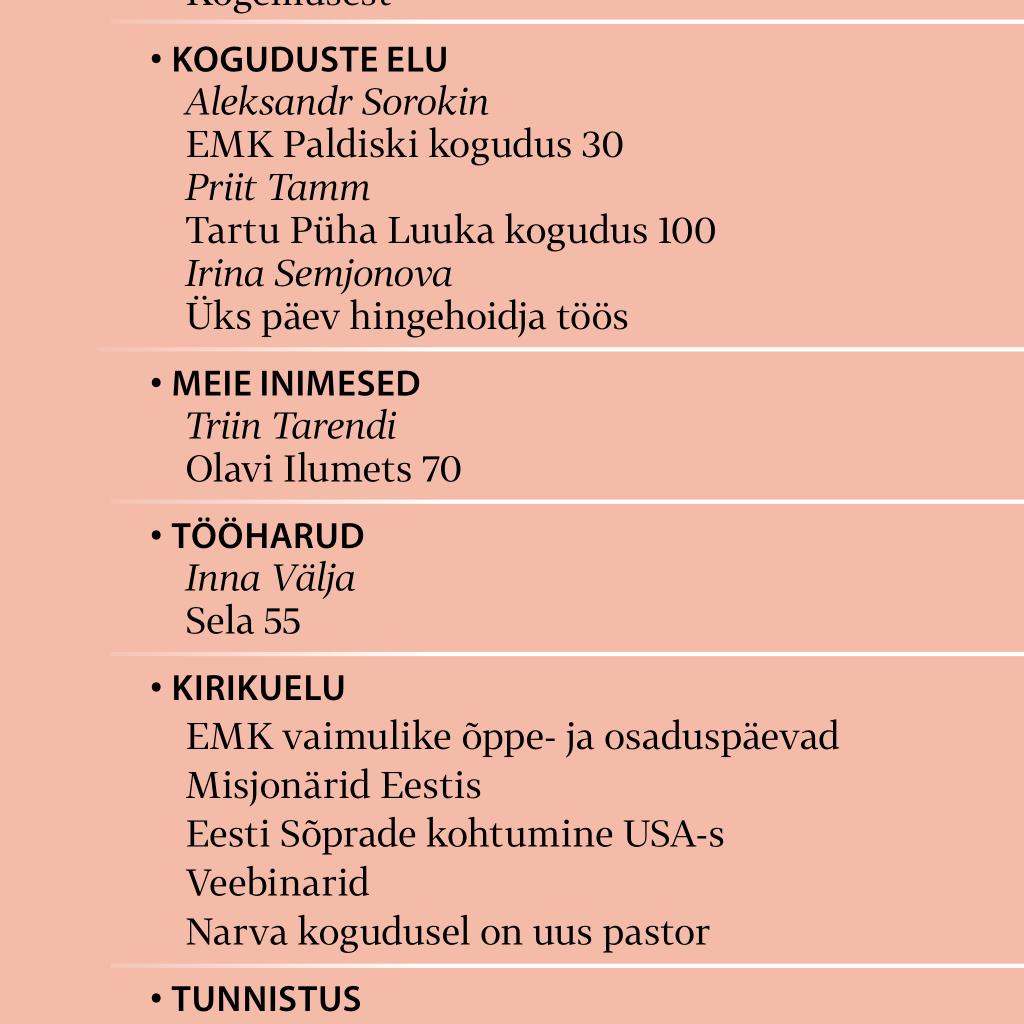 Kogemusest
• KOGUDUSTE ELU
Aleksandr Sorokin
EMK Paldiski kogudus 30
Priit Tamm
Tartu Püha Luuka kogudus 100
Irina Semjonova
Üks päev hingehoidja töös
• MEIE INIMESED
Triin Tarendi
Olavi Ilumets 70
• TÖÖHARUD
Inna Välja
Sela 55
• KIRIKUELU
EMK vaimulike õppe- ja osaduspäevad
Misjonärid Eestis
Eesti Sõprade kohtumine USA-s
Veebinarid
Narva kogudusel on uus pastor
• TUNNISTUS